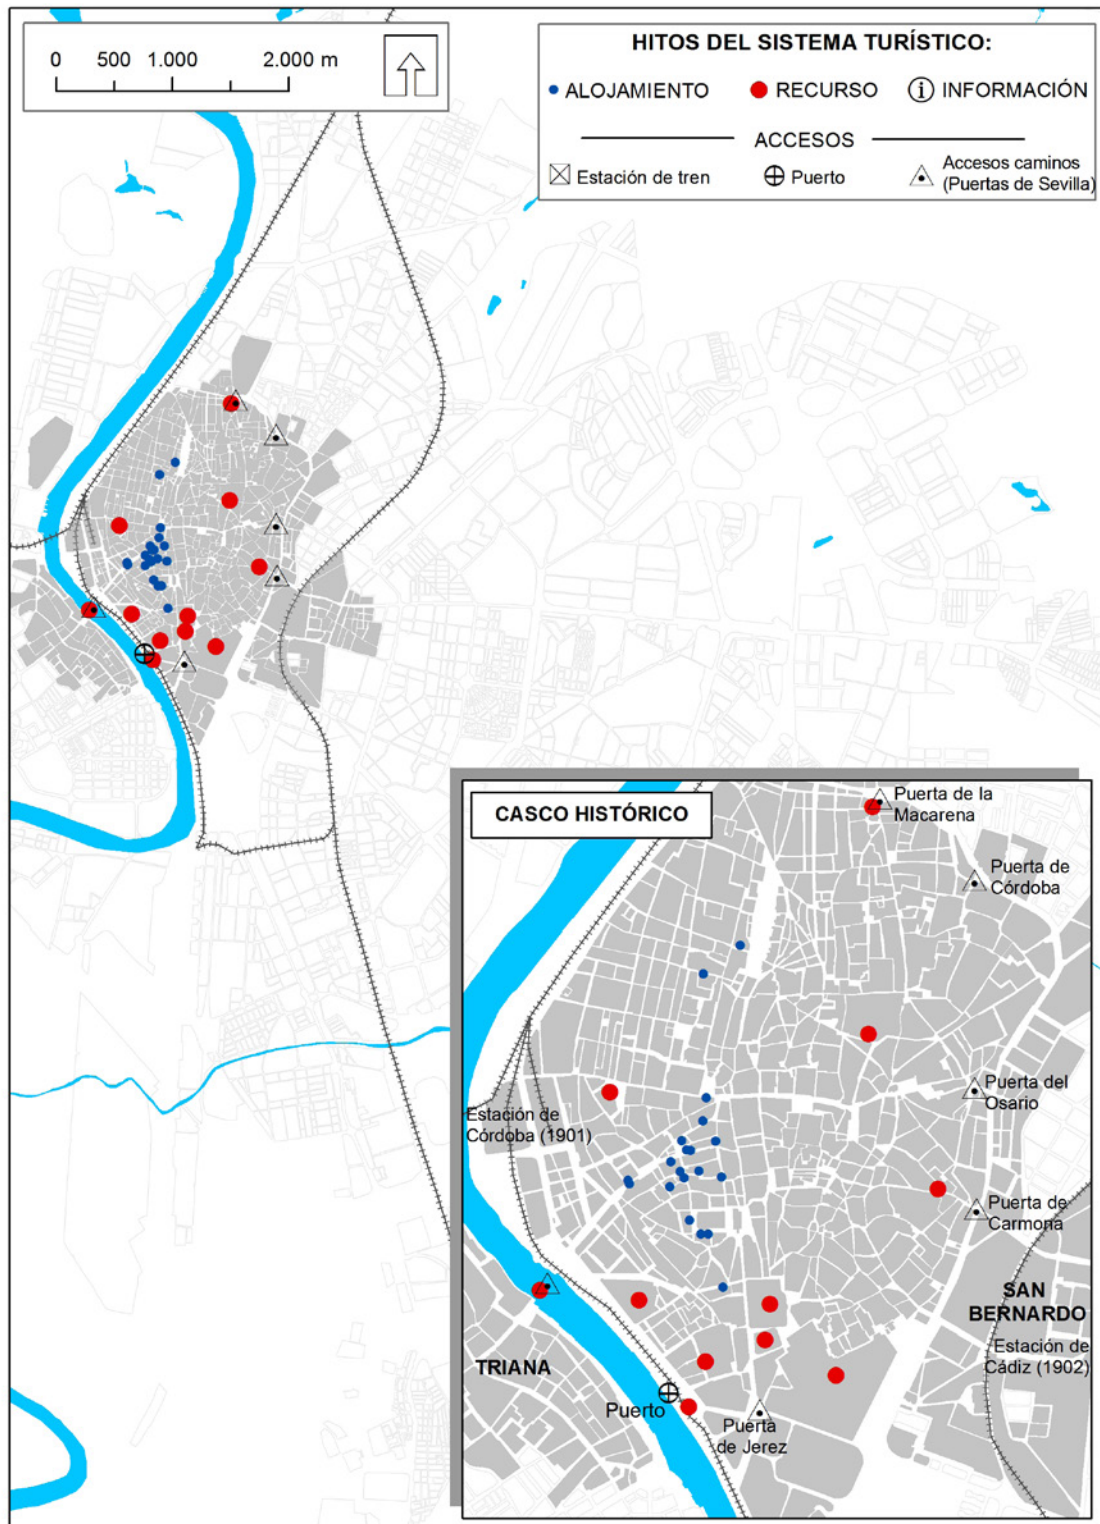 0 500 1.000 2.000 m
HITOS DEL SISTEMA TURÍSTICO:
ALOJAMIENTO RECURSO INFORMACIÓN
ACCESOS
Estación de tren Puerto Accesos caminos
(Puertas de Sevilla)
CASCO HISTÓRICO
Puerta de la
Macarena
Puerta de
Córdoba
Puerta del
Osario
Estación de
Córdoba (1901)
Puerta de
Carmona
SAN
BERNARDO
Estación de
Cádiz (1902)
TRIANA
Puerto
Puerta
de Jerez